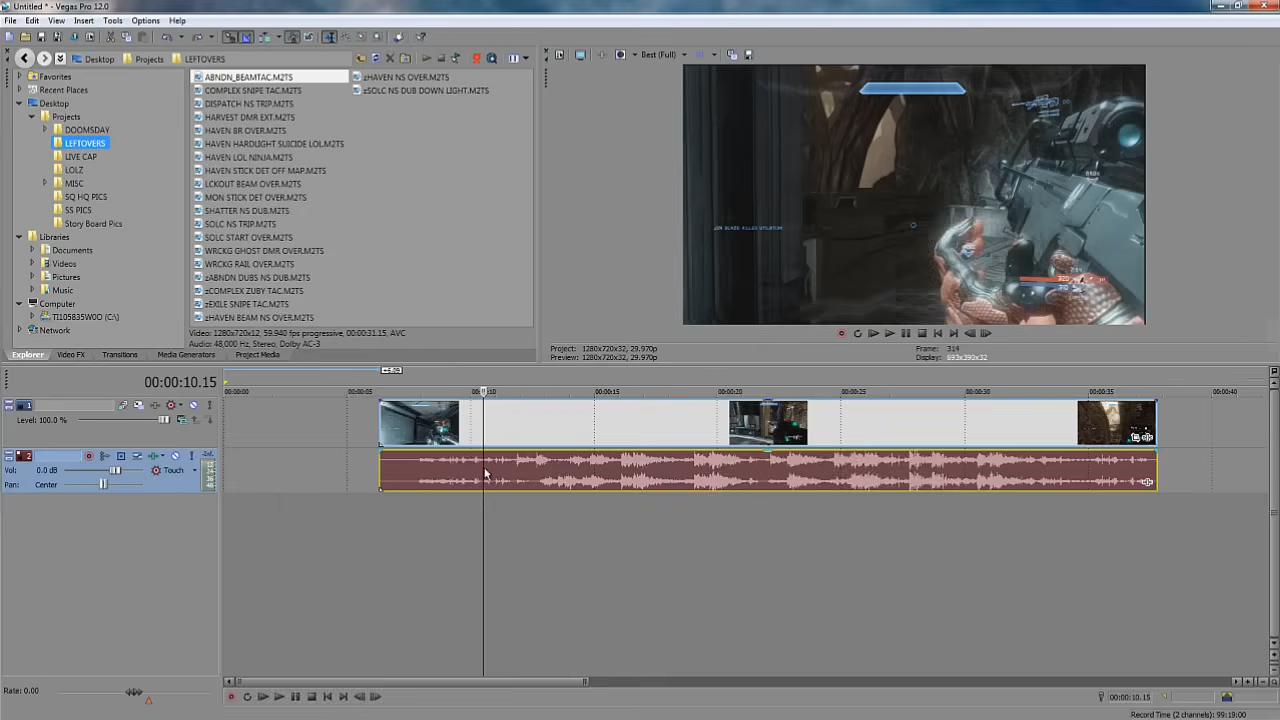 Untitled * - Vegas Pro 12.0
File Edit View Insert Tools Options Help
Desktop Projects LEFTOVERS
Best (Full)
Favorites
Recent Places
Desktop
Projects
DOOMSDAY
LEFTOVERS
LIVE CAP
LOLZ
MISC
SQ HQ PICS
SS PICS
Story Board Pics
Libraries
Documents
Videos
Pictures
Music
Computer
TI105835W0O (C:)
Network
ABNDN_BEAMTAC.M2TS
COMPLEX SNIPE TAC.M2TS
DISPATCH NS TRIP.M2TS
HARVEST DMR EXT.M2TS
HAVEN BR OVER.M2TS
HAVEN HARDLIGHT SUICIDE LOL.M2TS
HAVEN LOL NINJA.M2TS
HAVEN STICK DET OFF MAP.M2TS
LCKOUT BEAM OVER.M2TS
MON STICK DET OVER.M2TS
SHATTER NS DUB.M2TS
SOLC NS TRIP.M2TS
SOLC START OVER.M2TS
WRCKG GHOST DMR OVER.M2TS
WRCKG RAIL OVER.M2TS
zABNDN DUBS NS DUB.M2TS
zCOMPLEX ZUBY TAC.M2TS
zEXILE SNIPE TAC.M2TS
zHAVEN BEAM NS OVER.M2TS
zHAVEN NS OVER.M2TS
zSOLC NS DUB DOWN LIGHT.M2TS
Video: 1280x720x12, 59.940 fps progressive, 00:00:31.15, AVC
Audio: 48,000 Hz, Stereo, Dolby AC-3
Explorer Video FX Transitions Media Generators Project Media
Project: 1280x720x32, 29.970p
Preview: 1280x720x32, 29.970p
Frame: 314
Display: 693x390x32
00:00:10.15
+6.09
00:00:00 00:00:05 00:00:10 00:00:15 00:00:20 00:00:25 00:00:30 00:00:35 00:00:40
1
Level: 100.0 %
2
Vol: 0.0 dB Touch
Pan: Center
Rate: 0.00
00:00:10.15
Record Time (2 channels): 99:19:00